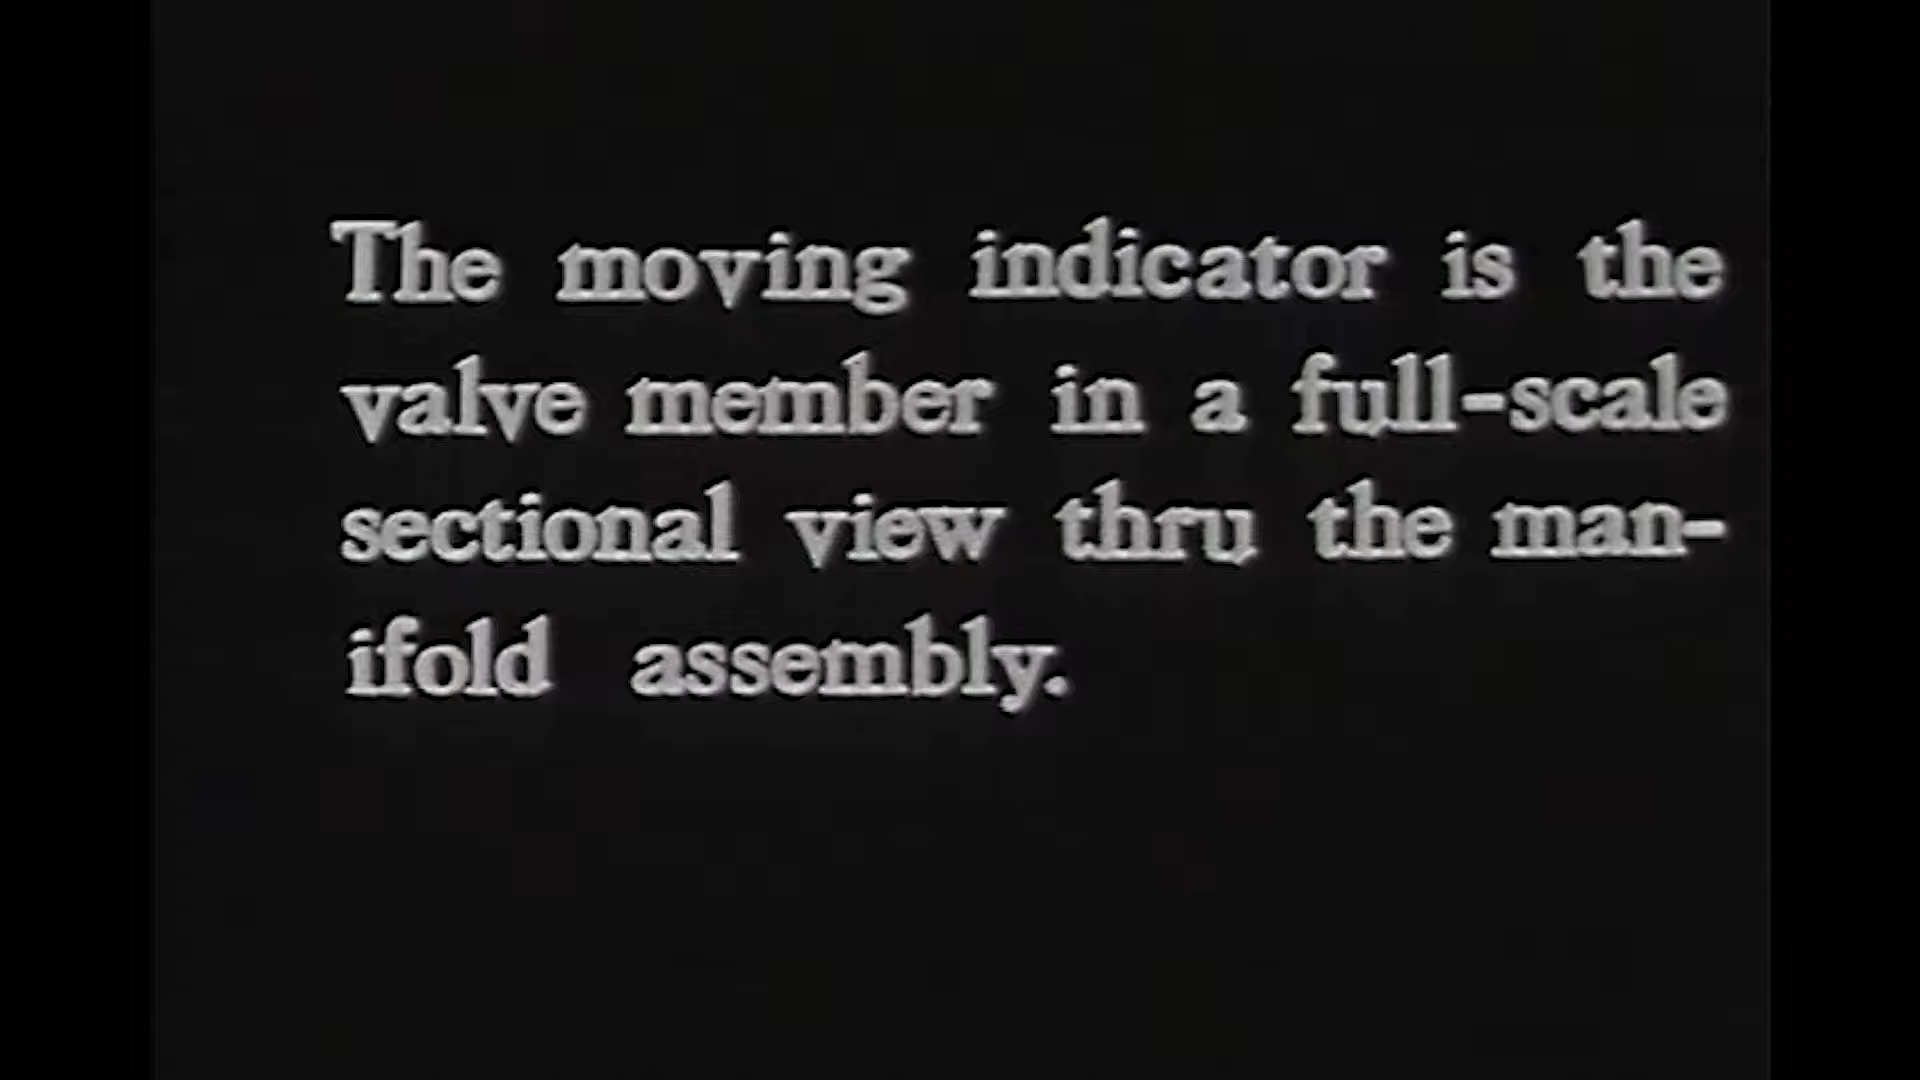 The moving indicator is the
valve member in a full-scale
sectional view thru the man-
ifold assembly.